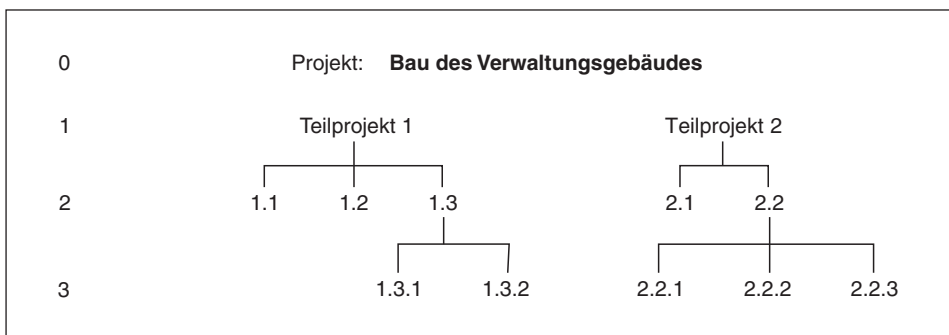 0 Projekt: Bau des Verwaltungsgebäudes
1 Teilprojekt 1 Teilprojekt 2
2 1.1 1.2 1.3 2.1 2.2
3 1.3.1 1.3.2 2.2.1 2.2.2 2.2.3